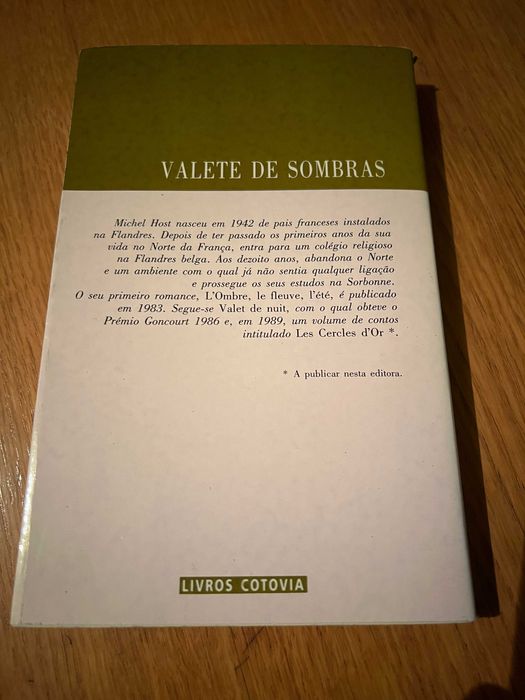 VALETE DE SOMBRAS
Michel Host nasceu em 1942 de pais franceses instalados
na Flandres. Depois de ter passado os primeiros anos da sua
vida no Norte da França, entra para um colégio religioso
na Flandres belga. Aos dezoito anos, abandona o Norte
e um ambiente com o qual já não sentia qualquer ligação
e prossegue os seus estudos na Sorbonne.
O seu primeiro romance, L'Ombre, le fleuve, l'été, é publicado
em 1983. Segue-se Valet de nuit, com o qual obteve o
Prémio Goncourt 1986 e, em 1989, um volume de contos
intitulado Les Cercles d'Or *.
* A publicar nesta editora.
LIVROS COTOVIA